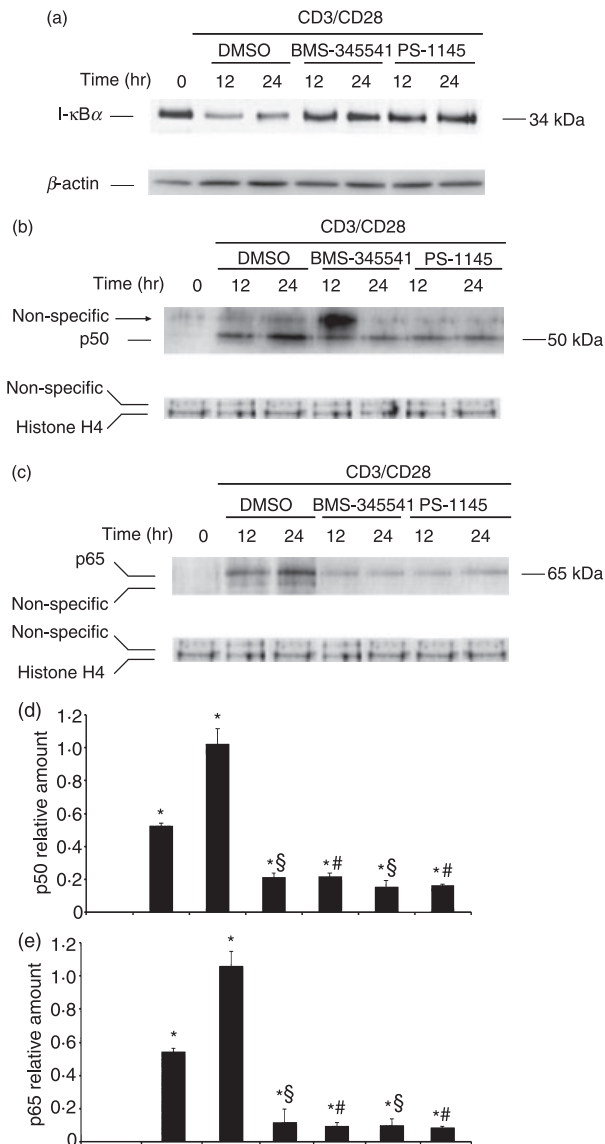 (a)
CD3/CD28
DMSO BMS-345541 PS-1145
Time (hr) 0 12 24 12 24 12 24
I-κBα 34 kDa
β-actin
(b)
CD3/CD28
DMSO BMS-345541 PS-1145
Time (hr) 0 12 24 12 24 12 24
Non-specific
p50 50 kDa
Non-specific
Histone H4
(c)
CD3/CD28
DMSO BMS-345541 PS-1145
Time (hr) 0 12 24 12 24 12 24
p65 65 kDa
Non-specific
Non-specific
Histone H4
(d)
p50 relative amount
1·2
1·0
0·8
0·6
0·4
0·2
0
* * *§ *# *§ *#
(e)
p65 relative amount
1·2
1·0
0·8
0·6
0·4
0·2
0
* * *§ *# *§ *#